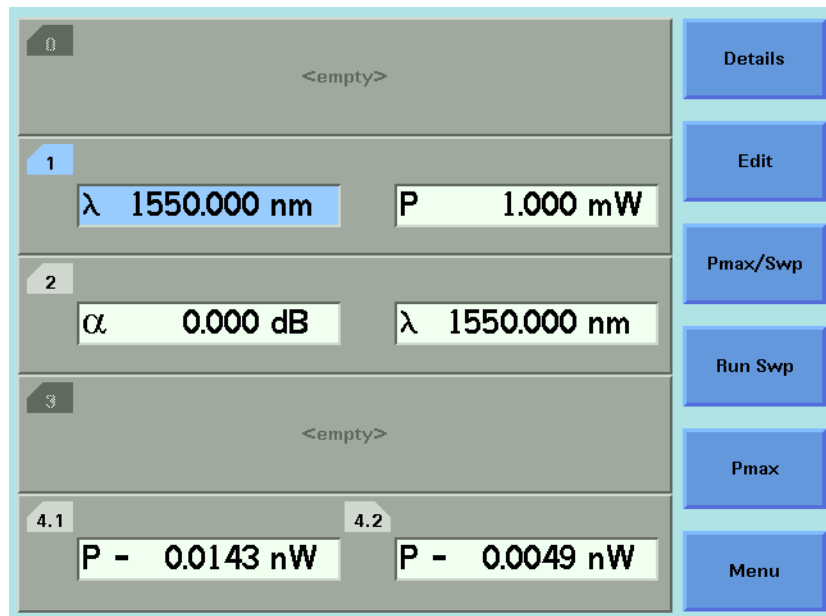 0
<empty>
1
λ 1550.000 nm P 1.000 mW
2
α 0.000 dB λ 1550.000 nm
3
<empty>
4.1 4.2
P - 0.0143 nW P - 0.0049 nW
Details
Edit
Pmax/Swp
Run Swp
Pmax
Menu